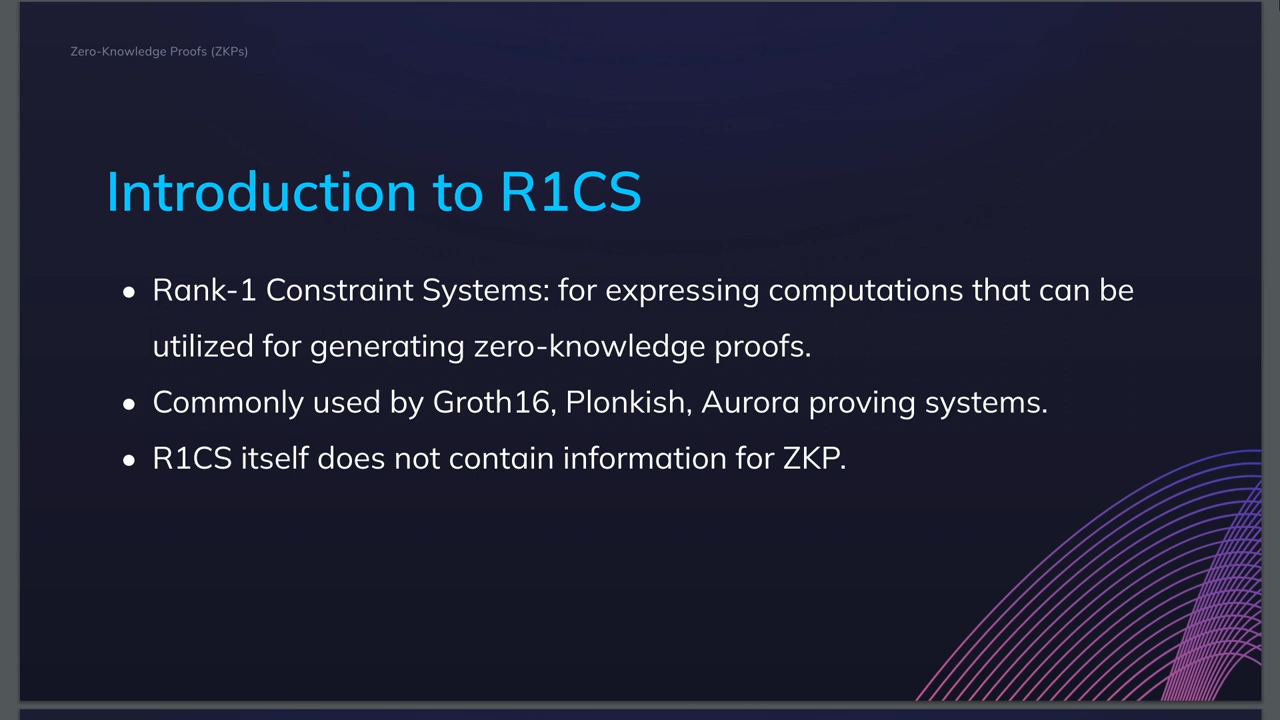 Zero-Knowledge Proofs (ZKPs)
Introduction to R1CS
• Rank-1 Constraint Systems: for expressing computations that can be
utilized for generating zero-knowledge proofs.
• Commonly used by Groth16, Plonkish, Aurora proving systems.
• R1CS itself does not contain information for ZKP.